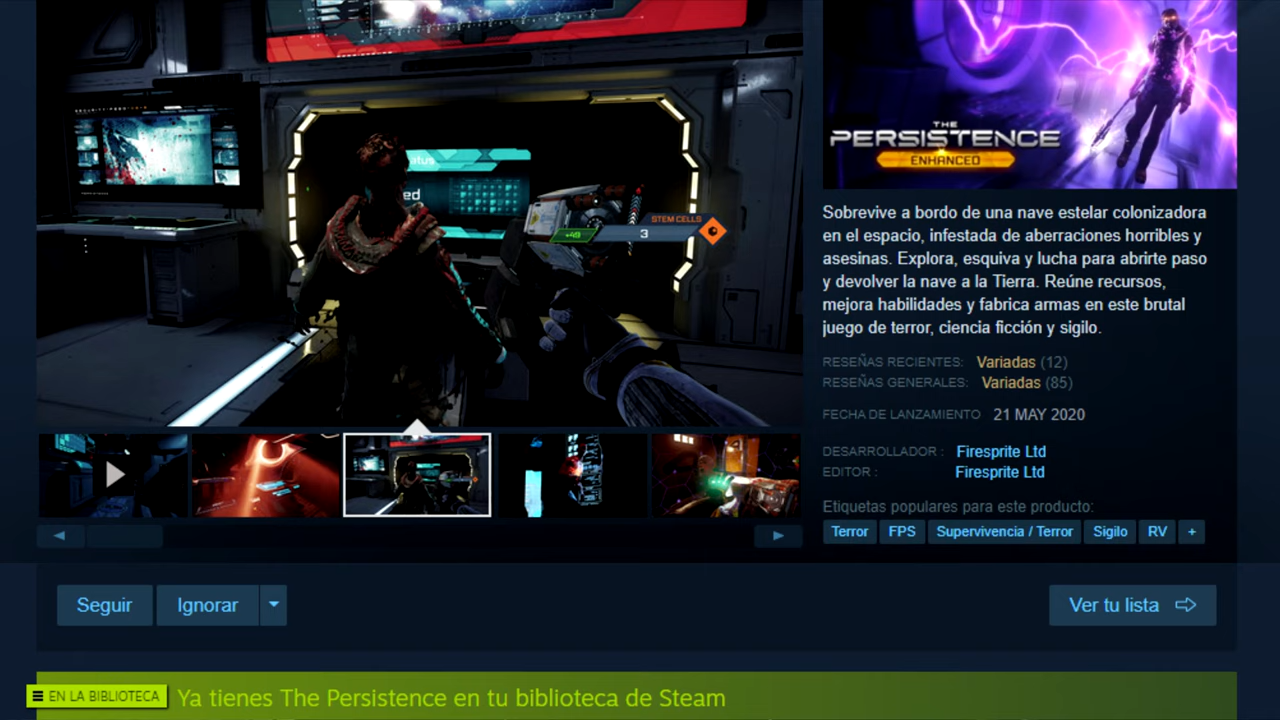 THE
PERSISTENCE
ENHANCED
atus
ed
STEM CELLS
+49
3
Sobrevive a bordo de una nave estelar colonizadora
en el espacio, infestada de aberraciones horribles y
asesinas. Explora, esquiva y lucha para abrirte paso
y devolver la nave a la Tierra. Reúne recursos,
mejora habilidades y fabrica armas en este brutal
juego de terror, ciencia ficción y sigilo.
RESEÑAS RECIENTES: Variadas (12)
RESEÑAS GENERALES: Variadas (85)
FECHA DE LANZAMIENTO 21 MAY 2020
DESARROLLADOR : Firesprite Ltd
EDITOR : Firesprite Ltd
Etiquetas populares para este producto:
Terror FPS Supervivencia / Terror Sigilo RV +
Seguir Ignorar Ver tu lista
EN LA BIBLIOTECA Ya tienes The Persistence en tu biblioteca de Steam